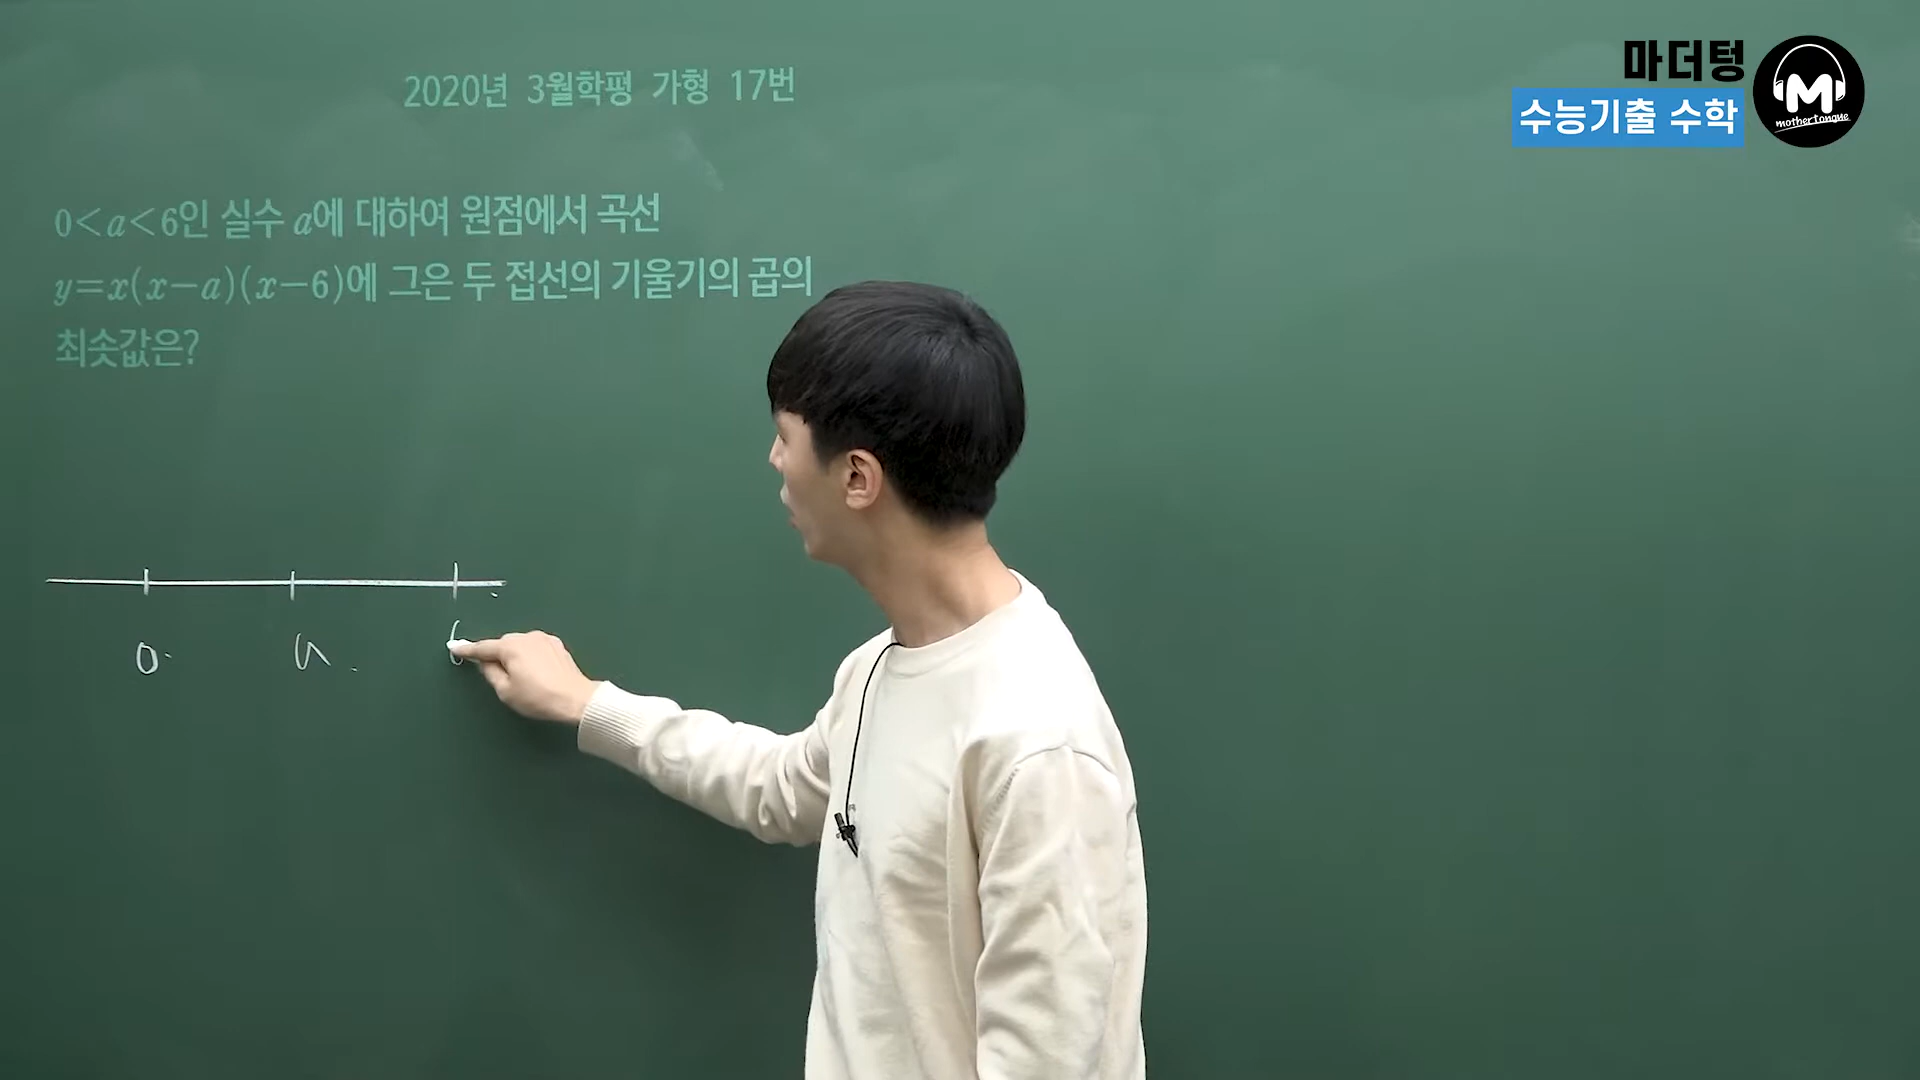 마더텅
수능기출 수학
M
mothertongue
2020년 3월학평 가형 17번
0<a<6인 실수 a에 대하여 원점에서 곡선
y=x(x-a)(x-6)에 그은 두 접선의 기울기의 곱의
최솟값은?
0 a 6